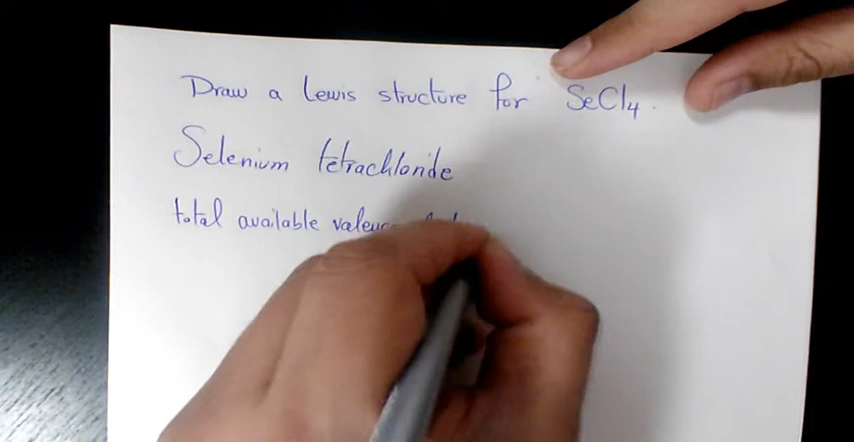 Draw a Lewis structure for SeCl4.
Selenium tetrachloride
total available